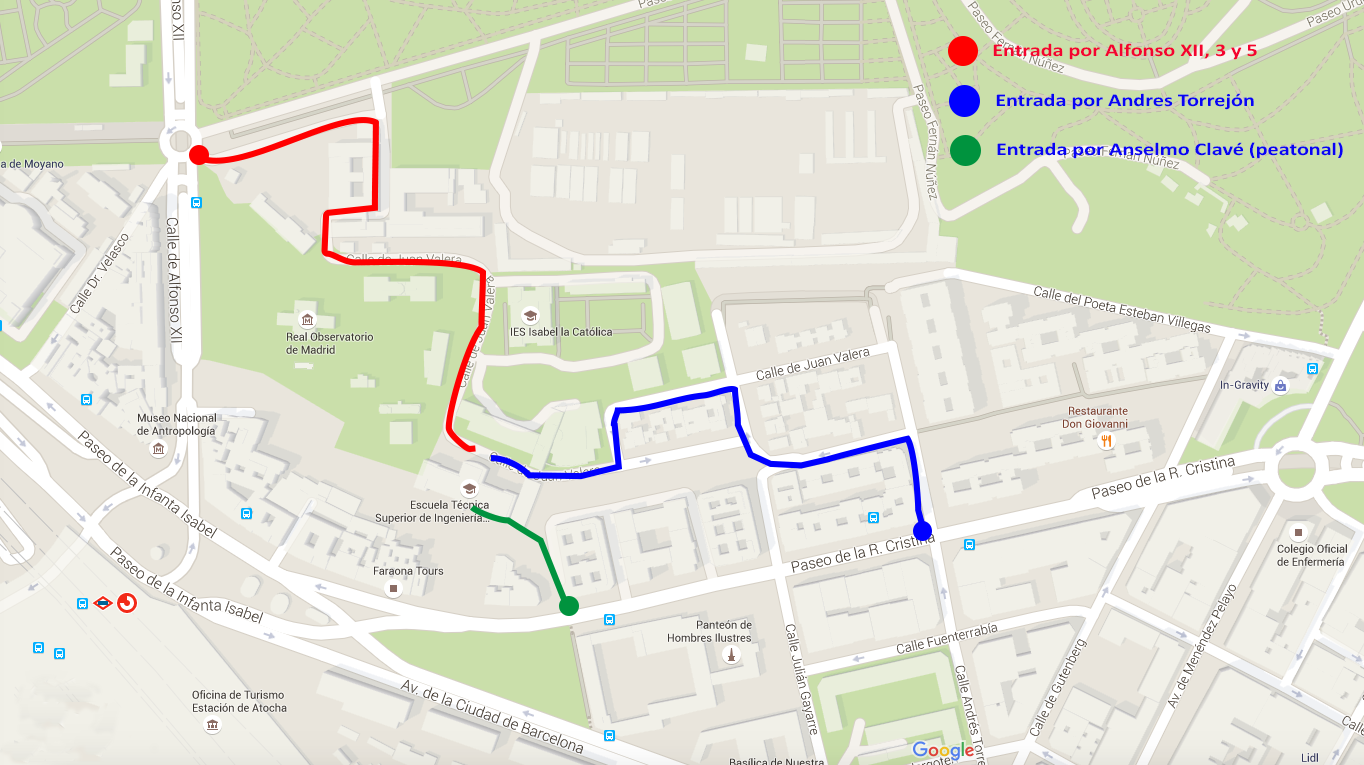 Entrada por Alfonso XII, 3 y 5
Entrada por Andres Torrejón
Entrada por Anselmo Clavé (peatonal)
Paseo Fernán Núñez
Paseo Fernán Núñez
Paseo Fernán Núñez
Alfonso XII
a de Moyano
Calle Dr. Velasco
Calle de Alfonso XII
Calle de Juan Valera
Calle de Juan Valera
Calle de Juan Valera
Real Observatorio
de Madrid
IES Isabel la Católica
Calle del Poeta Esteban Villegas
Calle de Juan Valera
In-Gravity
Restaurante
Don Giovanni
Museo Nacional
de Antropología
Calle de Juan Valera
Paseo de la Infanta Isabel
Escuela Técnica
Superior de Ingeniería...
Paseo de la R. Cristina
Paseo de la R. Cristina
Colegio Oficial
de Enfermería
Faraona Tours
Paseo de la Infanta Isabel
Panteón de
Hombres Ilustres
Calle Fuenterrabía
Calle Julián Gayarre
Calle Andrés Torre
Calle de Gutenberg
Av. de Menéndez Pelayo
Oficina de Turismo
Estación de Atocha
Av. de la Ciudad de Barcelona
Google
Basílica de Nuestra
Lidl